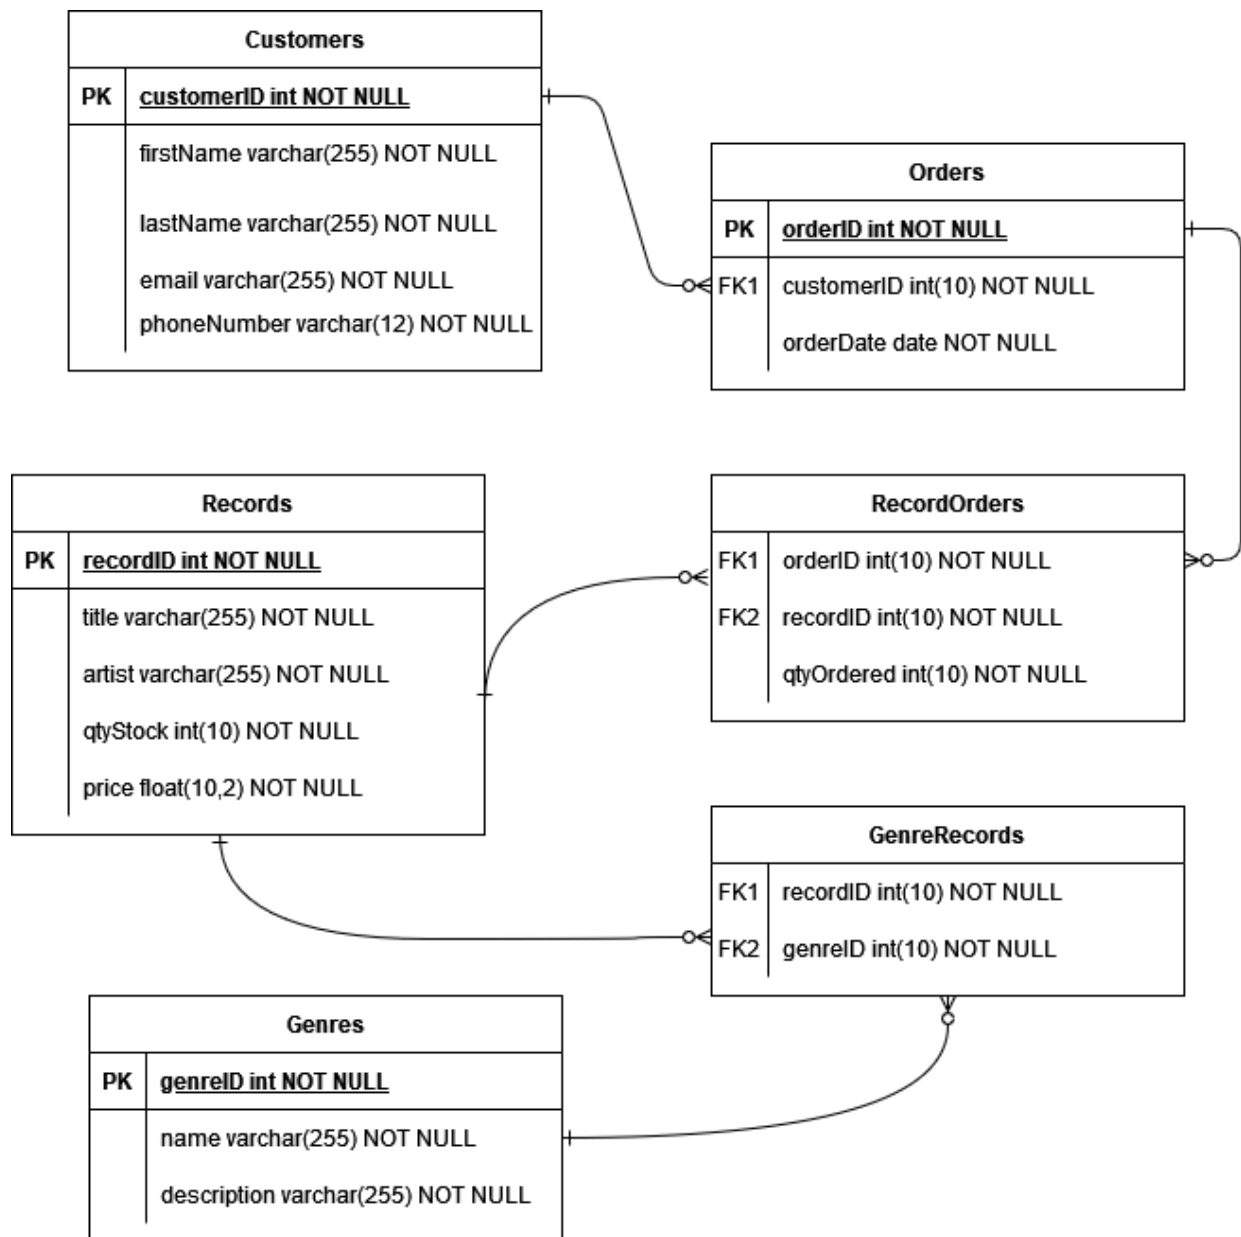 Customers
PK customerID int NOT NULL
firstName varchar(255) NOT NULL
lastName varchar(255) NOT NULL
email varchar(255) NOT NULL
phoneNumber varchar(12) NOT NULL
Orders
PK orderID int NOT NULL
FK1 customerID int(10) NOT NULL
orderDate date NOT NULL
Records
PK recordID int NOT NULL
title varchar(255) NOT NULL
artist varchar(255) NOT NULL
qtyStock int(10) NOT NULL
price float(10,2) NOT NULL
RecordOrders
FK1 orderID int(10) NOT NULL
FK2 recordID int(10) NOT NULL
qtyOrdered int(10) NOT NULL
GenreRecords
FK1 recordID int(10) NOT NULL
FK2 genreID int(10) NOT NULL
Genres
PK genreID int NOT NULL
name varchar(255) NOT NULL
description varchar(255) NOT NULL